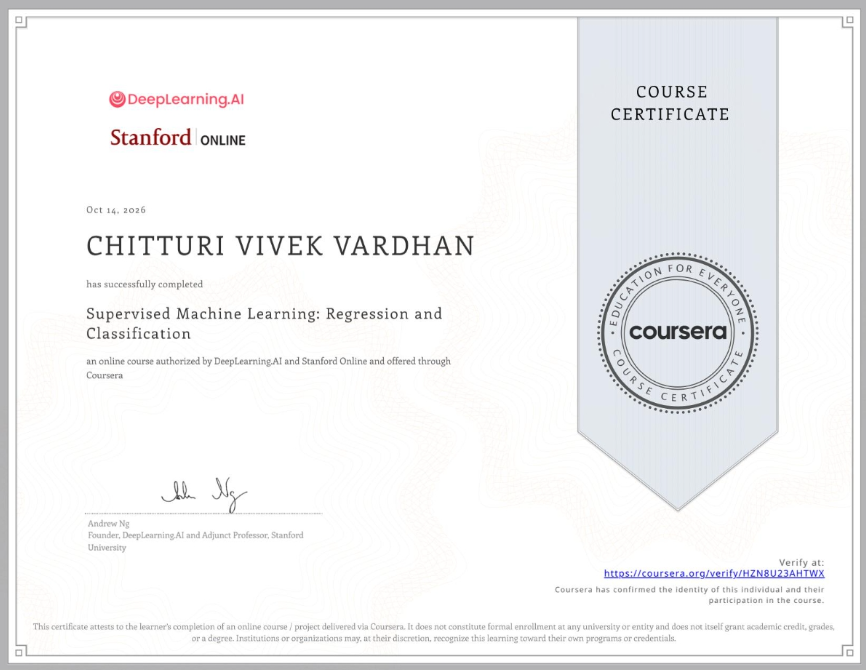 DeepLearning.AI
Stanford ONLINE
COURSE
CERTIFICATE
Oct 14, 2026
CHITTURI VIVEK VARDHAN
has successfully completed
Supervised Machine Learning: Regression and
Classification
an online course authorized by DeepLearning.AI and Stanford Online and offered through
Coursera
EDUCATION FOR EVERYONE
coursera
COURSE CERTIFICATE
Andrew Ng
Founder, DeepLearning.AI and Adjunct Professor, Stanford
University
Verify at:
https://coursera.org/verify/HZN8U23AHTWX
Coursera has confirmed the identity of this individual and their
participation in the course.
This certificate attests to the learner's completion of an online course / project delivered via Coursera. It does not constitute formal enrollment at any university or entity and does not itself grant academic credit, grades,
or a degree. Institutions or organizations may, at their discretion, recognize this learning toward their own programs or credentials.